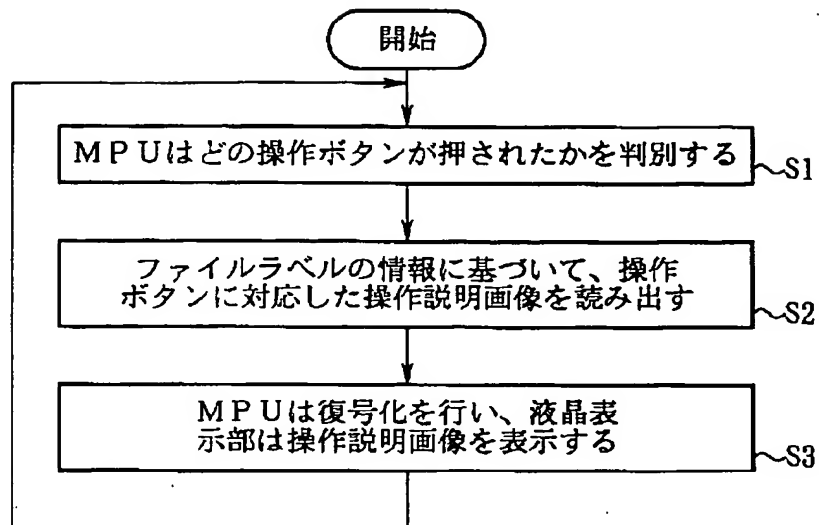 開始
MPUはどの操作ボタンが押されたかを判別する
S1
ファイルラベルの情報に基づいて、操作
ボタンに対応した操作説明画像を読み出す
S2
MPUは復号化を行い、液晶表
示部は操作説明画像を表示する
S3